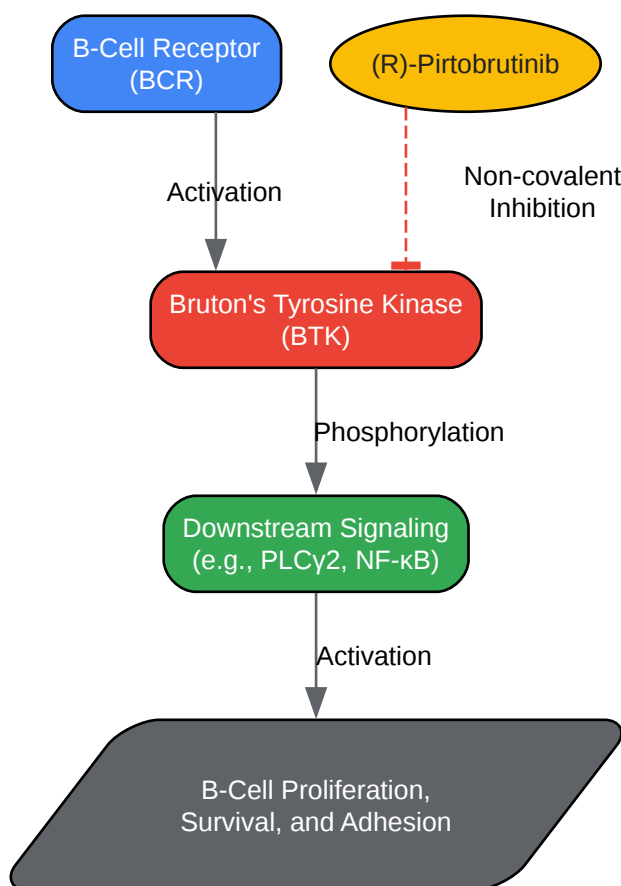 B-Cell Receptor
(BCR)
(R)-Pirtobrutinib
Activation
Non-covalent
Inhibition
Bruton's Tyrosine Kinase
(BTK)
Phosphorylation
Downstream Signaling
(e.g., PLCγ2, NF-κB)
Activation
B-Cell Proliferation,
Survival, and Adhesion